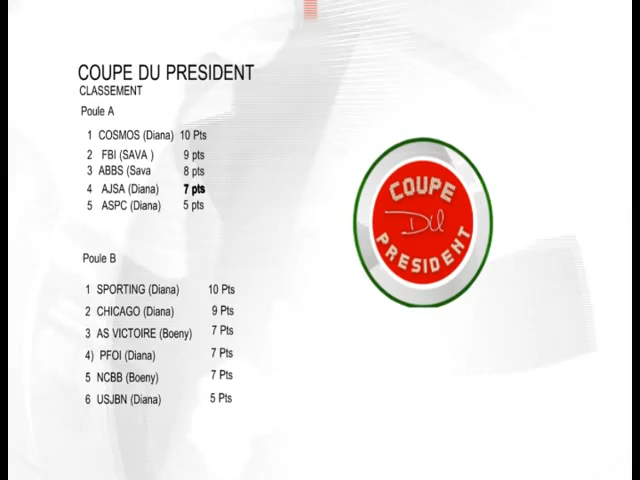 COUPE DU PRESIDENT
CLASSEMENT
Poule A
1 COSMOS (Diana) 10 Pts
2 FBI (SAVA ) 9 pts
3 ABBS (Sava 8 pts
4 AJSA (Diana) 7 pts
5 ASPC (Diana) 5 pts
Poule B
1 SPORTING (Diana) 10 Pts
2 CHICAGO (Diana) 9 Pts
3 AS VICTOIRE (Boeny) 7 Pts
4) PFOI (Diana) 7 Pts
5 NCBB (Boeny) 7 Pts
6 USJBN (Diana) 5 Pts
COUPE
DU
PRESIDENT